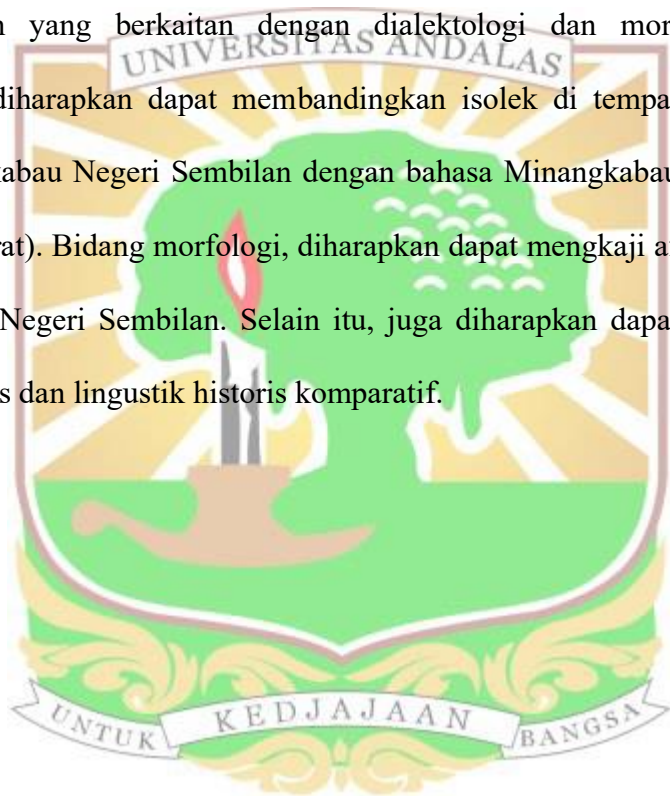 yang berkaitan dengan dialektologi dan
UNIVERSITAS ANDALAS
diharapkan dapat membandingkan isolek di
Negeri Sembilan dengan bahasa Minangkabau
Bidang morfologi, diharapkan dapat mengkaji
Negeri Sembilan. Selain itu, juga diharapkan
dan lingustik historis komparatif.
UNTUK KEDJAJAAN BANGSA